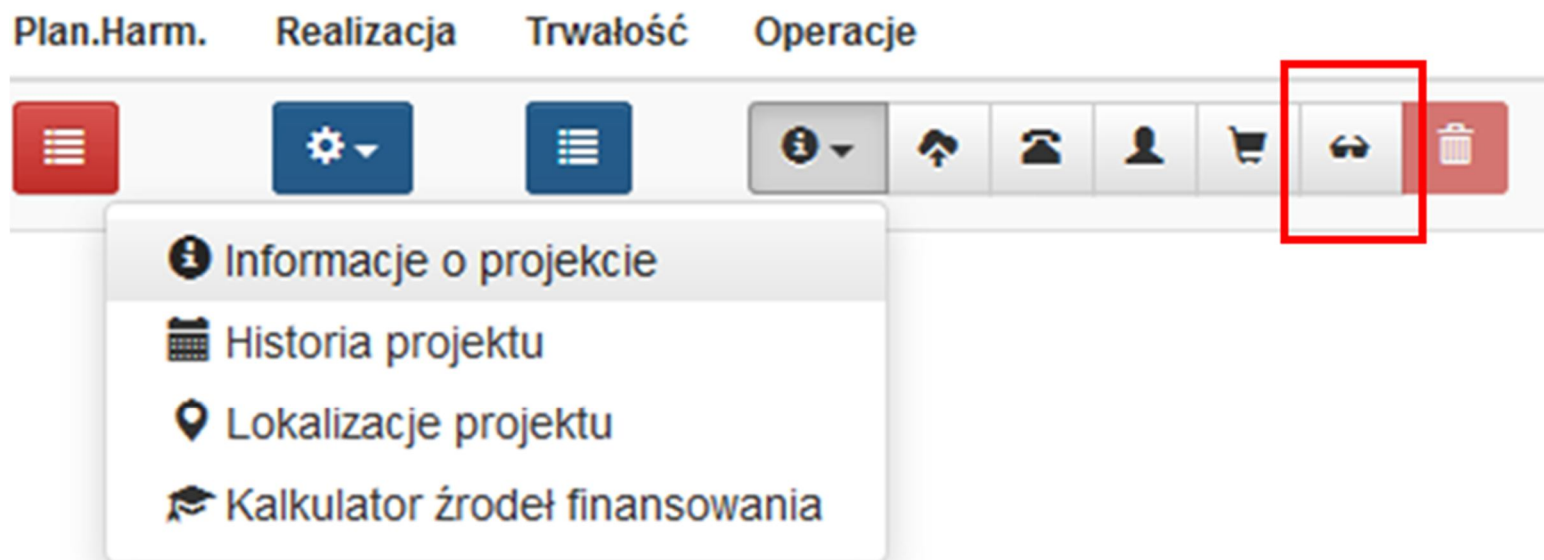 Plan.Harm. Realizacja Trwałość Operacje
Informacje o projekcie
Historia projektu
Lokalizacje projektu
Kalkulator źrodeł finansowania